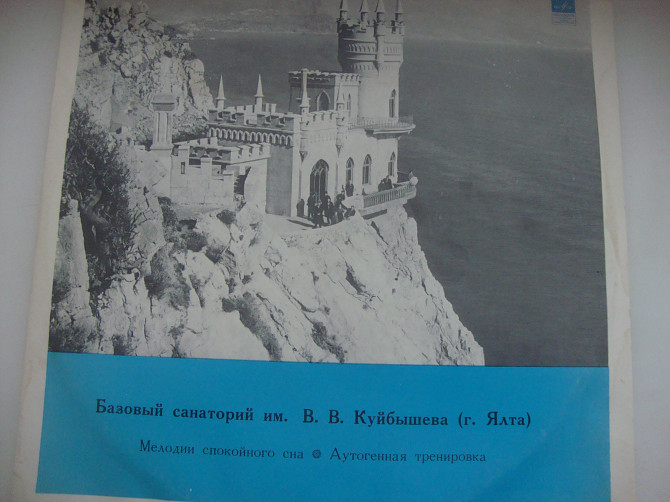 Базовый санаторий им. В. В. Куйбышева (г. Ялта)
Мелодии спокойного сна ● Аутогенная тренировка